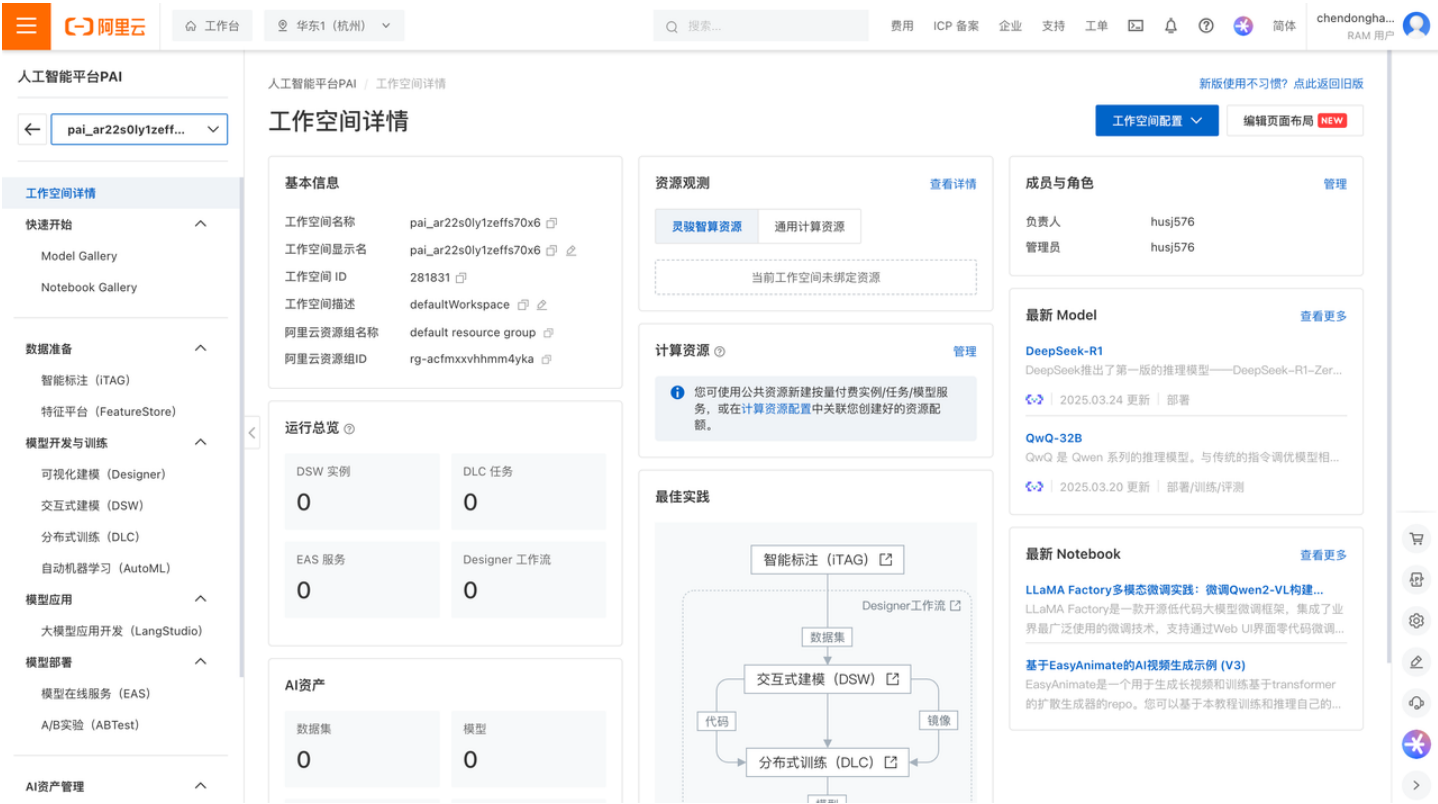 阿里云
工作台
华东1（杭州）
搜索...
费用
ICP 备案
企业
支持
工单
简体
chendongha...
RAM 用户
人工智能平台PAI
pai_ar22s0ly1zeff...
工作空间详情
快速开始
Model Gallery
Notebook Gallery
数据准备
智能标注（iTAG）
特征平台（FeatureStore）
模型开发与训练
可视化建模（Designer）
交互式建模（DSW）
分布式训练（DLC）
自动机器学习（AutoML）
模型应用
大模型应用开发（LangStudio）
模型部署
模型在线服务（EAS）
A/B实验（ABTest）
AI资产管理
人工智能平台PAI / 工作空间详情
新版使用不习惯？点此返回旧版
工作空间详情
工作空间配置
编辑页面布局 NEW
基本信息
工作空间名称 pai_ar22s0ly1zeffs70x6
工作空间显示名 pai_ar22s0ly1zeffs70x6
工作空间 ID 281831
工作空间描述 defaultWorkspace
阿里云资源组名称 default resource group
阿里云资源组ID rg-acfmxxvhhmm4yka
运行总览
DSW 实例
0
DLC 任务
0
EAS 服务
0
Designer 工作流
0
AI资产
数据集
0
模型
0
资源观测
查看详情
灵骏智算资源
通用计算资源
当前工作空间未绑定资源
计算资源
管理
您可使用公共资源新建按量付费实例/任务/模型服
务，或在计算资源配置中关联您创建好的资源配
额。
最佳实践
智能标注（iTAG）
Designer工作流
数据集
交互式建模（DSW）
代码
镜像
分布式训练（DLC）
模型
成员与角色
管理
负责人 husj576
管理员 husj576
最新 Model
查看更多
DeepSeek-R1
DeepSeek推出了第一版的推理模型——DeepSeek-R1-Zer...
2025.03.24 更新 部署
QwQ-32B
QwQ 是 Qwen 系列的推理模型。与传统的指令调优模型相...
2025.03.20 更新 部署/训练/评测
最新 Notebook
查看更多
LLaMA Factory多模态微调实践：微调Qwen2-VL构建...
LLaMA Factory是一款开源低代码大模型微调框架，集成了业
界最广泛使用的微调技术，支持通过Web UI界面零代码微调...
基于EasyAnimate的AI视频生成示例 (V3)
EasyAnimate是一个用于生成长视频和训练基于transformer
的扩散生成器的repo。您可以基于本教程训练和推理自己的...